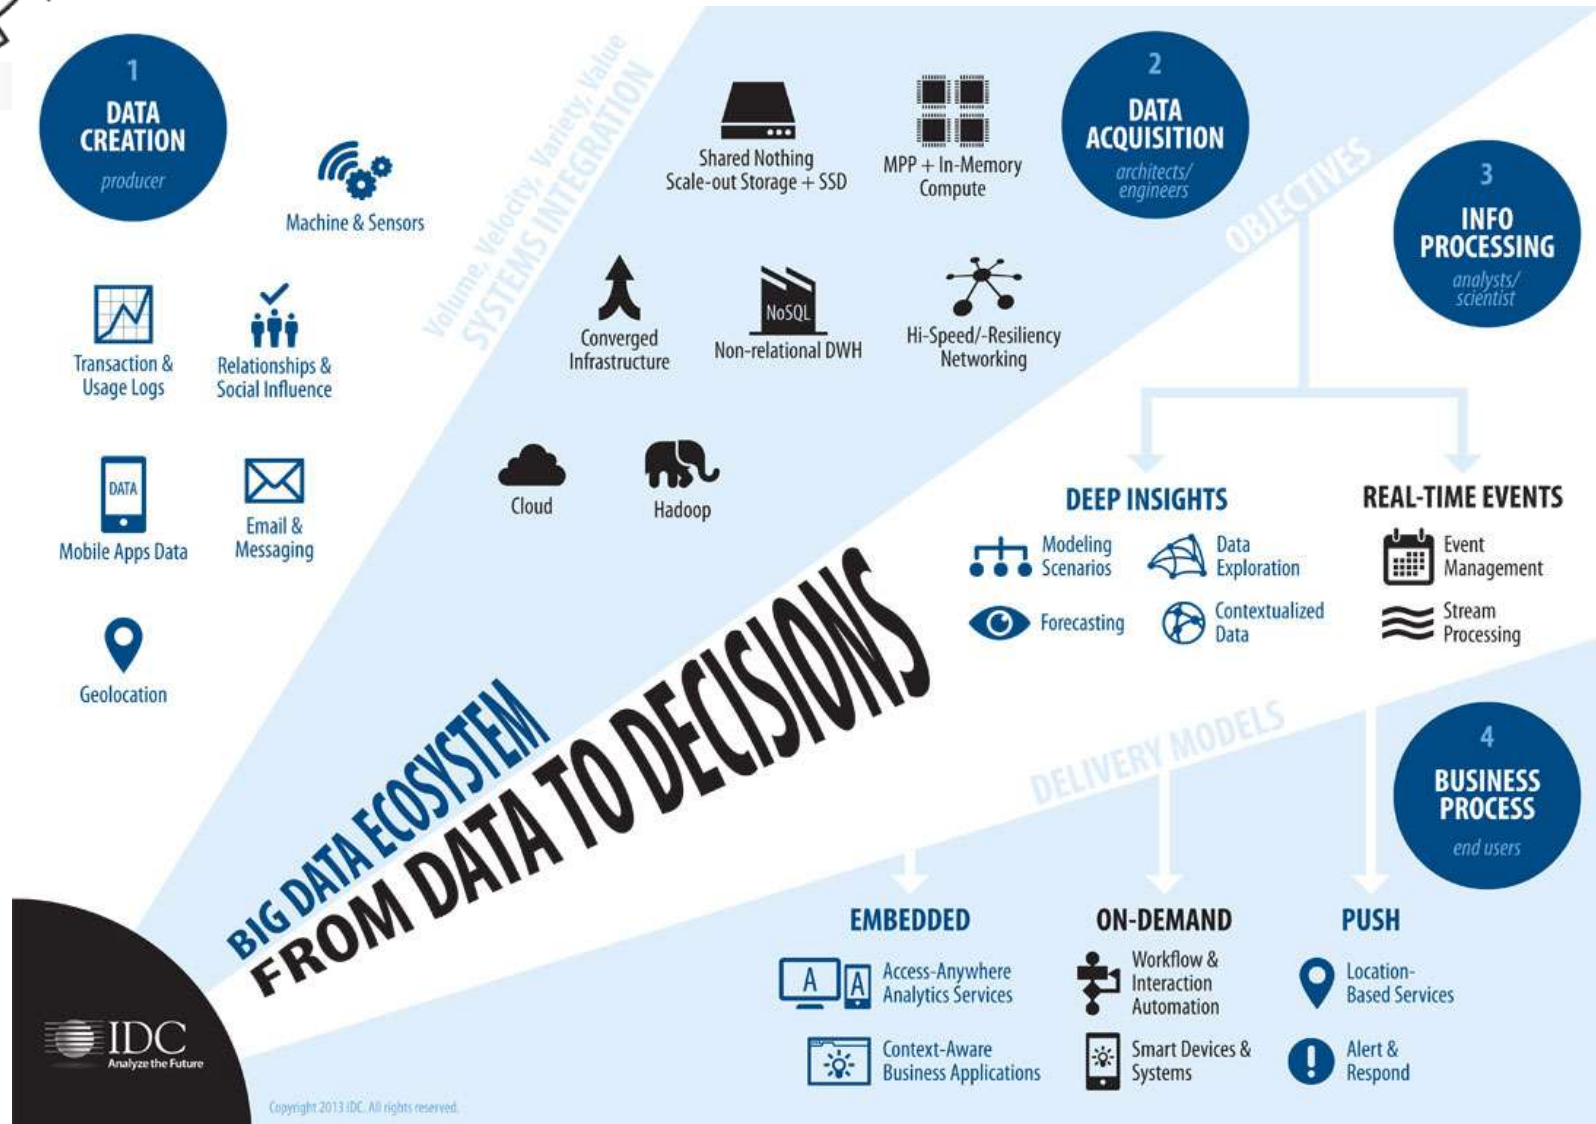 1
DATA
CREATION
producer
Machine & Sensors
Transaction &
Usage Logs
Relationships &
Social Influence
DATA
Mobile Apps Data
Email &
Messaging
Geolocation
Volume, Velocity, Variety, Value
SYSTEMS INTEGRATION
2
DATA
ACQUISITION
architects/
engineers
Shared Nothing
Scale-out Storage + SSD
MPP + In-Memory
Compute
Converged
Infrastructure
NoSQL
Non-relational DWH
Hi-Speed/-Resiliency
Networking
Cloud
Hadoop
OBJECTIVES
3
INFO
PROCESSING
analysts/
scientist
DEEP INSIGHTS
Modeling
Scenarios
Data
Exploration
Forecasting
Contextualized
Data
REAL-TIME EVENTS
Event
Management
Stream
Processing
BIG DATA ECOSYSTEM
FROM DATA TO DECISIONS
DELIVERY MODELS
4
BUSINESS
PROCESS
end users
EMBEDDED
A
A
Access-Anywhere
Analytics Services
Context-Aware
Business Applications
ON-DEMAND
Workflow &
Interaction
Automation
Smart Devices &
Systems
PUSH
Location-
Based Services
Alert &
Respond
IDC
Analyze the Future
Copyright 2013 IDC. All rights reserved.